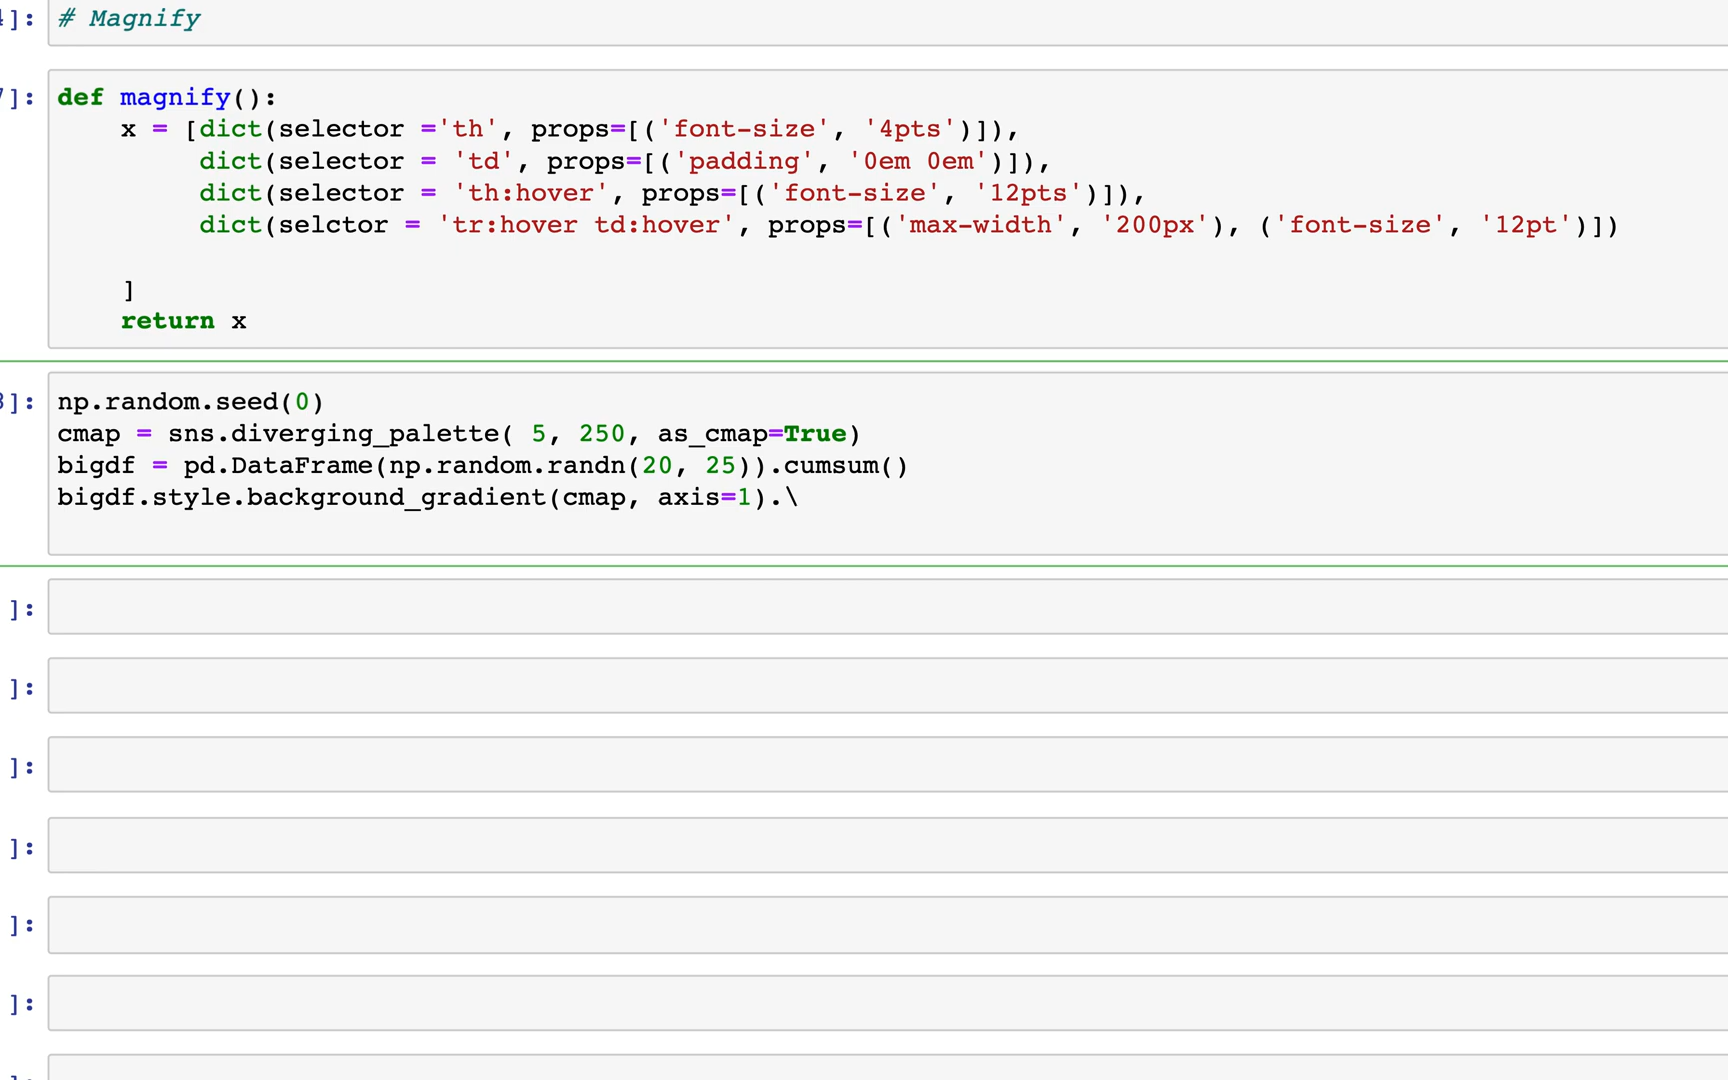 ]: # Magnify
]: def magnify():
    x = [dict(selector ='th', props=[('font-size', '4pts')]),
         dict(selector = 'td', props=[('padding', '0em 0em')]),
         dict(selector = 'th:hover', props=[('font-size', '12pts')]),
         dict(selctor = 'tr:hover td:hover', props=[('max-width', '200px'), ('font-size', '12pt')])
    ]
    return x
]: np.random.seed(0)
cmap = sns.diverging_palette( 5, 250, as_cmap=True)
bigdf = pd.DataFrame(np.random.randn(20, 25)).cumsum()
bigdf.style.background_gradient(cmap, axis=1).\
]:
]:
]:
]:
]:
]: